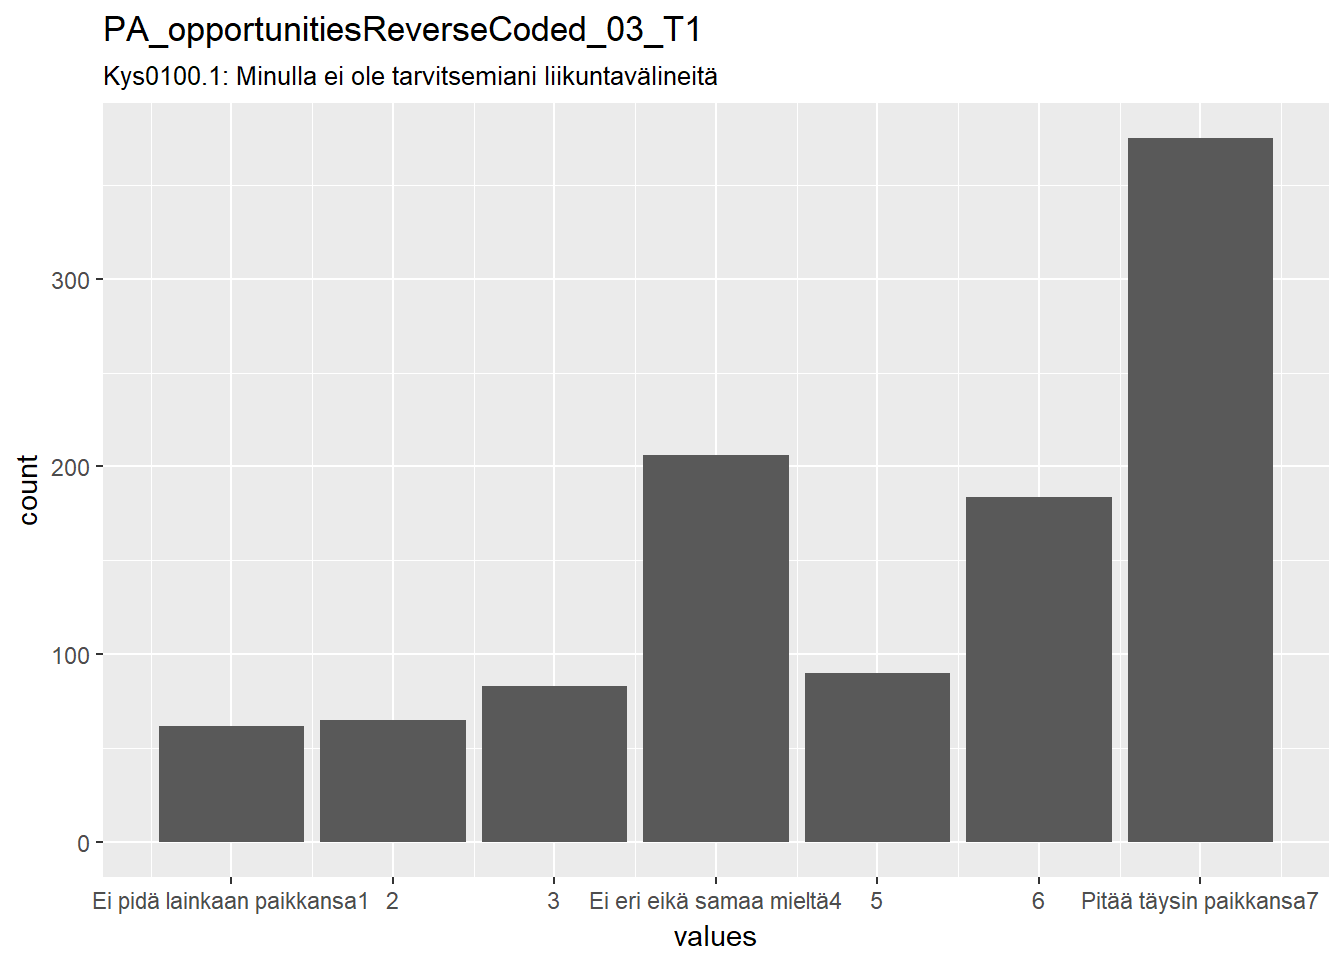 PA_opportunitiesReverseCoded_03_T1
Kys0100.1: Minulla ei ole tarvitsemiani liikuntavälineitä
count
300
200
100
0
Ei pidä lainkaan paikkansa1 2 3 Ei eri eikä samaa mieltä4 5 6 Pitää täysin paikkansa7
values